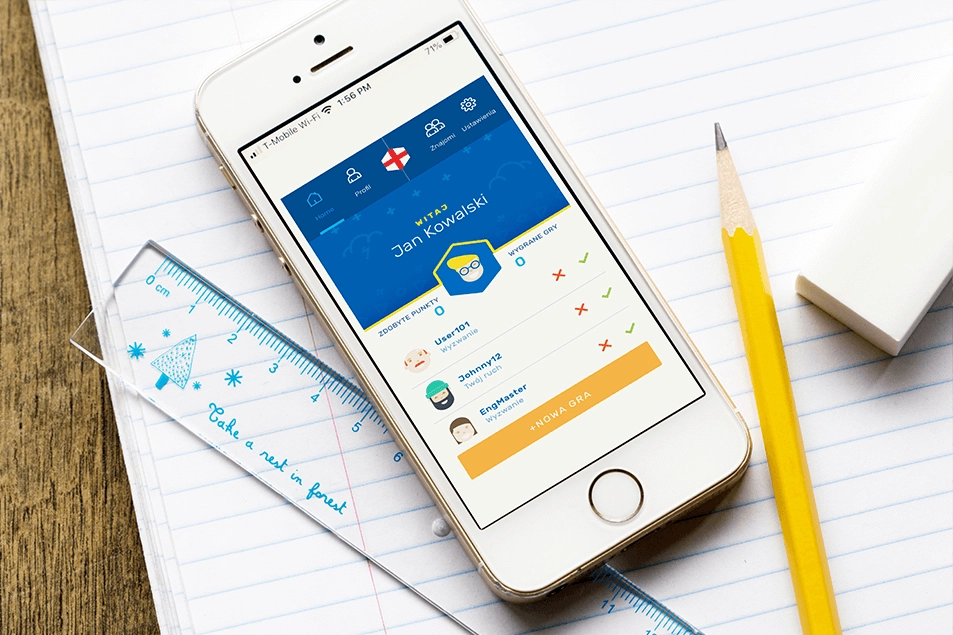 T-Mobile Wi-Fi 1:56 PM 71%
Home
Profil
Znajomi
Ustawienia
WITAJ
Jan Kowalski
ZDOBYTE PUNKTY
0
WYGRANE GRY
0
User101
Wyzwanie
Johnny12
Twój ruch
EngMaster
Wyzwanie
+NOWA GRA
0 cm 1 2 3 4 5 6
Take a rest in forest
10 11